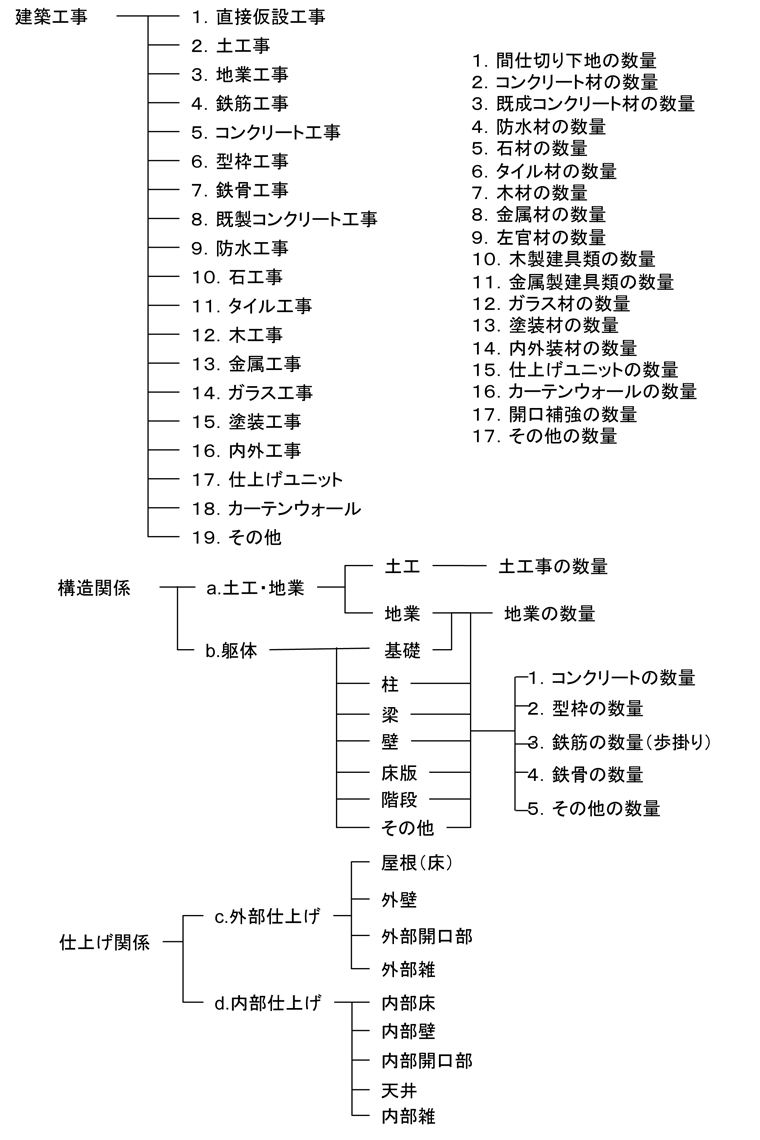 建築工事
1. 直接仮設工事
2. 土工事
3. 地業工事
4. 鉄筋工事
5. コンクリート工事
6. 型枠工事
7. 鉄骨工事
8. 既製コンクリート工事
9. 防水工事
10. 石工事
11. タイル工事
12. 木工事
13. 金属工事
14. ガラス工事
15. 塗装工事
16. 内外工事
17. 仕上げユニット
18. カーテンウォール
19. その他
1. 間仕切り下地の数量
2. コンクリート材の数量
3. 既成コンクリート材の数量
4. 防水材の数量
5. 石材の数量
6. タイル材の数量
7. 木材の数量
8. 金属材の数量
9. 左官材の数量
10. 木製建具類の数量
11. 金属製建具類の数量
12. ガラス材の数量
13. 塗装材の数量
14. 内外装材の数量
15. 仕上げユニットの数量
16. カーテンウォールの数量
17. 開口補強の数量
17. その他の数量
構造関係
a.土工・地業
土工
土工事の数量
地業
地業の数量
b.躯体
基礎
柱
梁
壁
床版
階段
その他
1. コンクリートの数量
2. 型枠の数量
3. 鉄筋の数量(歩掛り)
4. 鉄骨の数量
5. その他の数量
仕上げ関係
c.外部仕上げ
屋根(床)
外壁
外部開口部
外部雑
d.内部仕上げ
内部床
内部壁
内部開口部
天井
内部雑